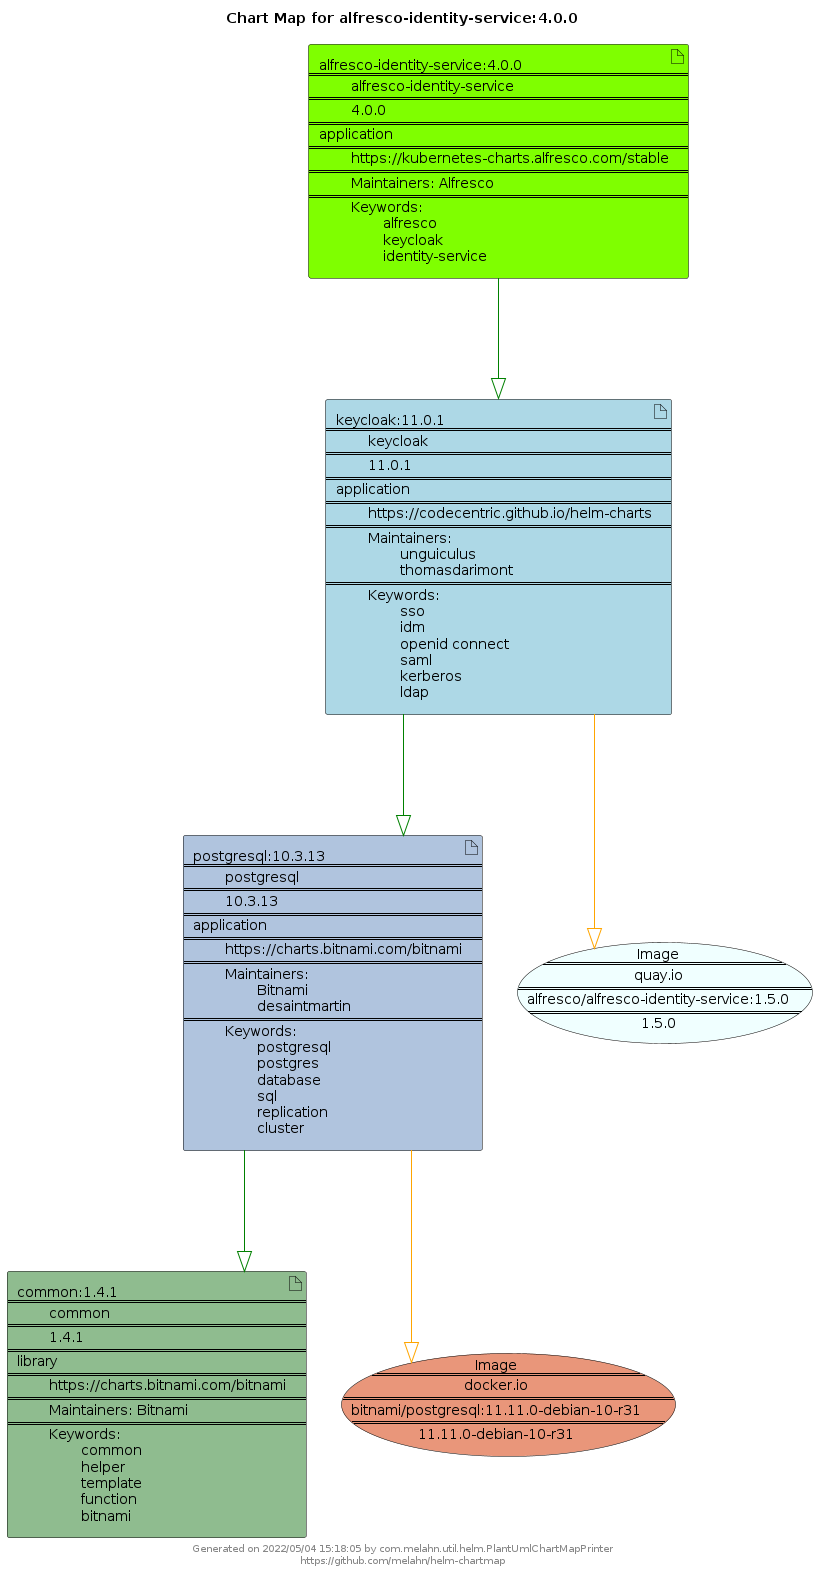 Chart Map for alfresco-identity-service:4.0.0
alfresco-identity-service:4.0.0
alfresco-identity-service
4.0.0
application
https://kubernetes-charts.alfresco.com/stable
Maintainers: Alfresco
Keywords:
alfresco
keycloak
identity-service
keycloak:11.0.1
keycloak
11.0.1
application
https://codecentric.github.io/helm-charts
Maintainers:
unguiculus
thomasdarimont
Keywords:
sso
idm
openid connect
saml
kerberos
ldap
postgresql:10.3.13
postgresql
10.3.13
application
https://charts.bitnami.com/bitnami
Maintainers:
Bitnami
desaintmartin
Keywords:
postgresql
postgres
database
sql
replication
cluster
Image
quay.io
alfresco/alfresco-identity-service:1.5.0
1.5.0
common:1.4.1
common
1.4.1
library
https://charts.bitnami.com/bitnami
Maintainers: Bitnami
Keywords:
common
helper
template
function
bitnami
Image
docker.io
bitnami/postgresql:11.11.0-debian-10-r31
11.11.0-debian-10-r31
Generated on 2022/05/04 15:18:05 by com.melahn.util.helm.PlantUmlChartMapPrinter
https://github.com/melahn/helm-chartmap